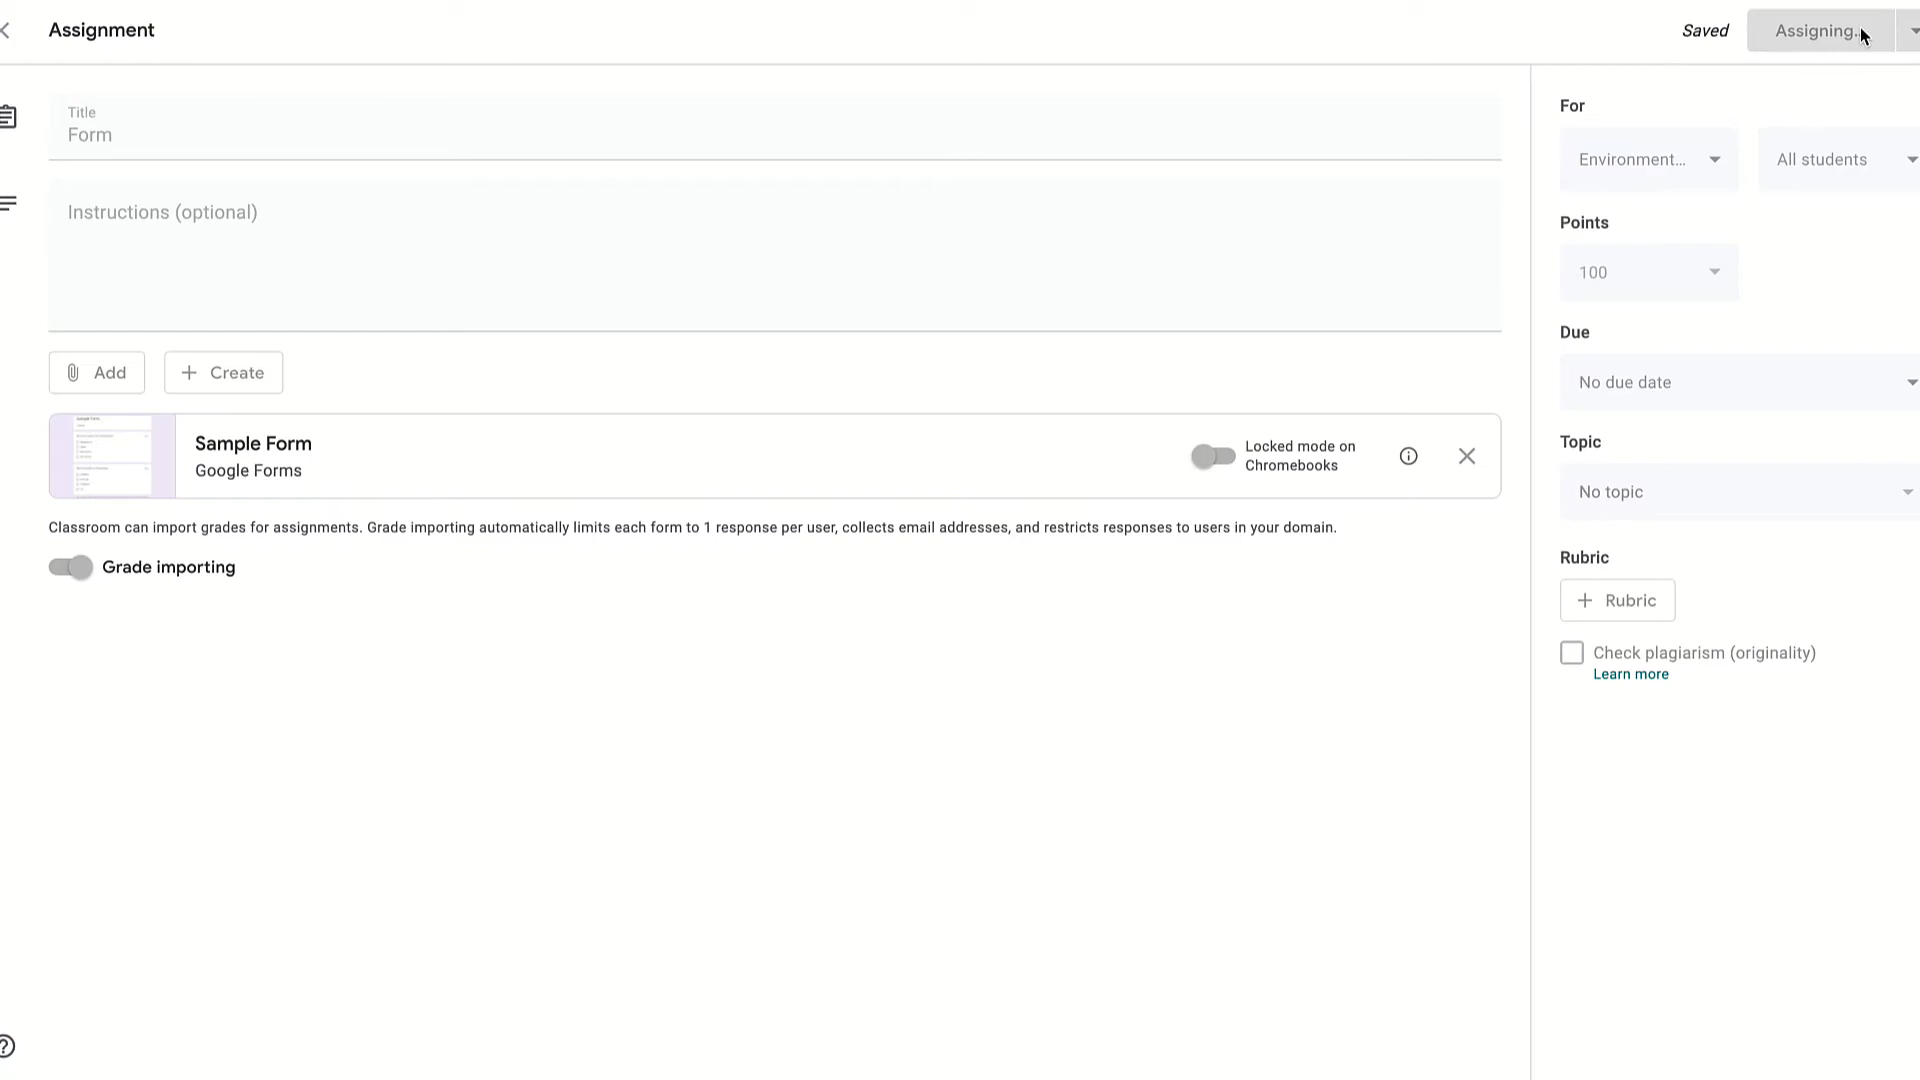 Assignment
Saved
Assigning...
Title
Form
Instructions (optional)
Add
Create
Sample Form
Google Forms
Locked mode on
Chromebooks
Classroom can import grades for assignments. Grade importing automatically limits each form to 1 response per user, collects email addresses, and restricts responses to users in your domain.
Grade importing
For
Environment...
All students
Points
100
Due
No due date
Topic
No topic
Rubric
Rubric
Check plagiarism (originality)
Learn more